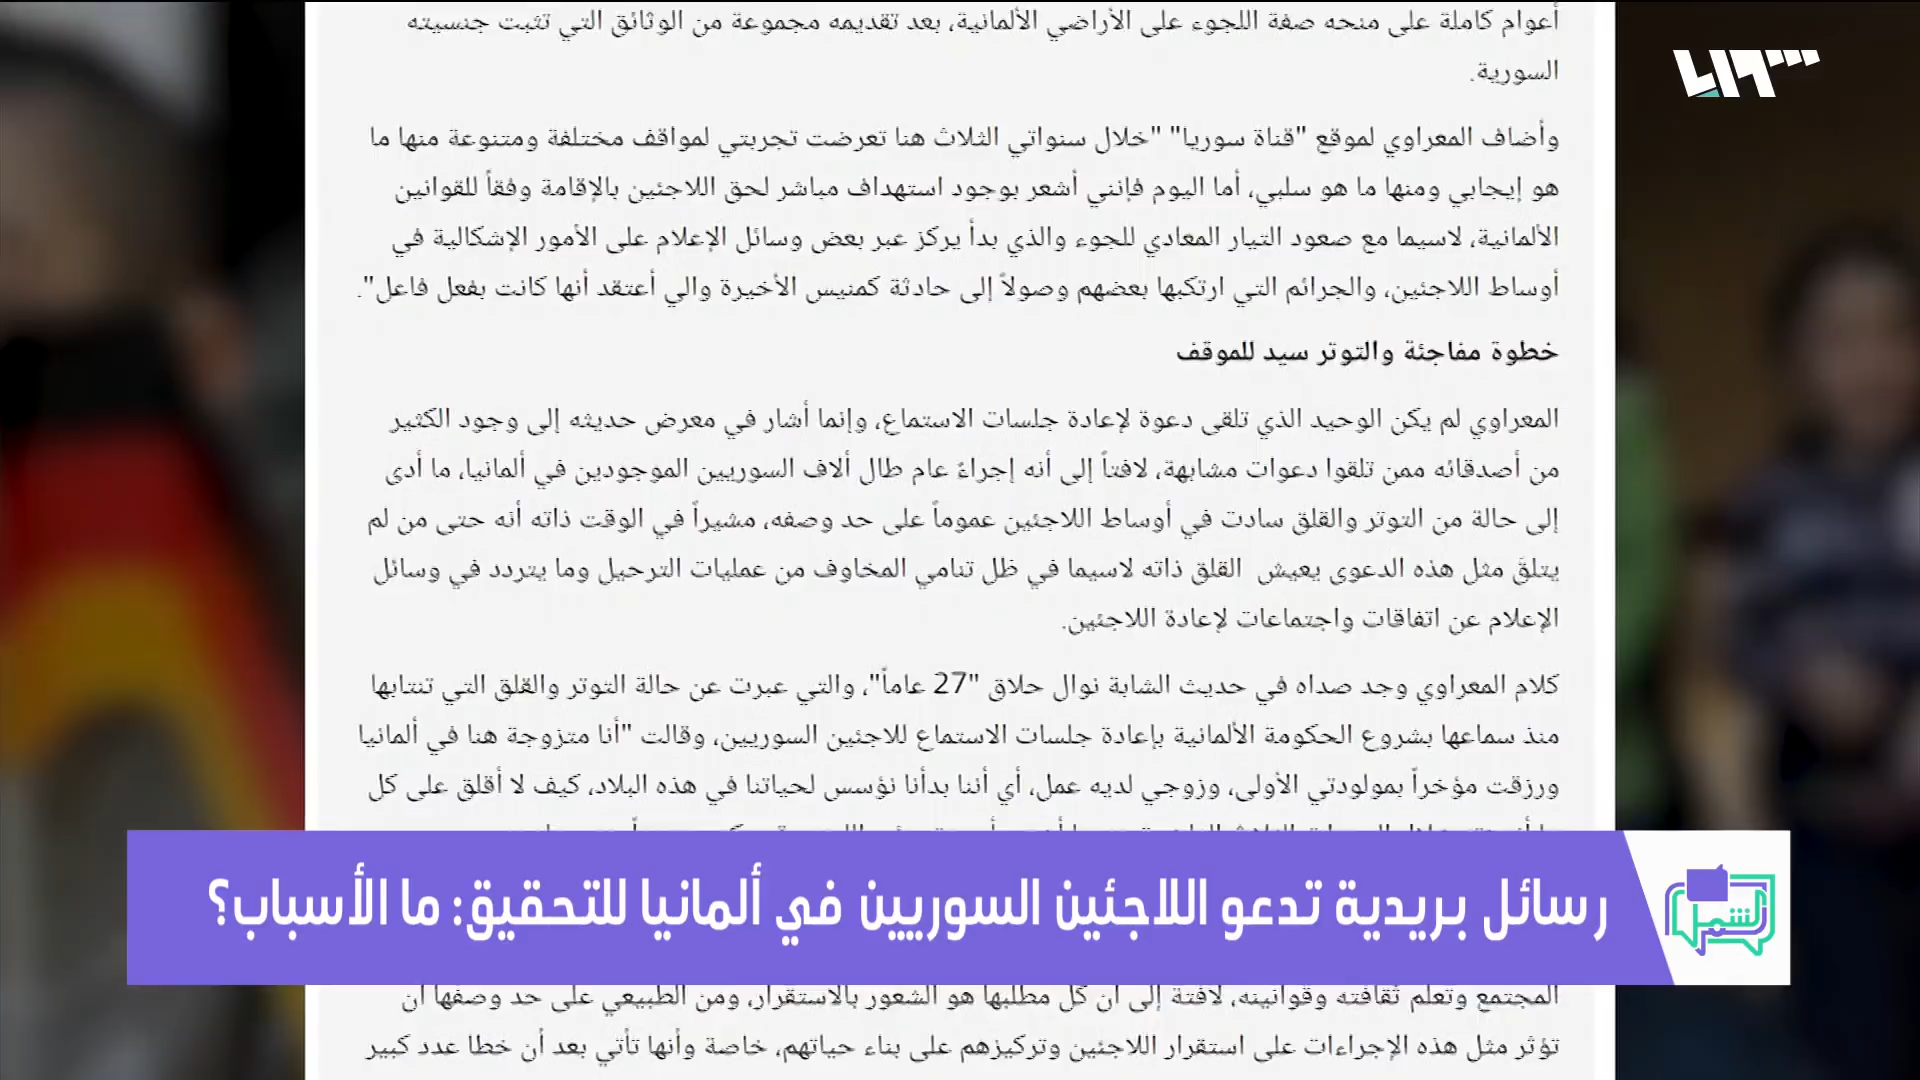 أعوام كاملة على منحه صفة اللجوء على الأراضي الألمانية، بعد تقديمه مجموعة من الوثائق التي تثبت جنسيته
السورية.
وأضاف المعراوي لموقع "قناة سوريا" "خلال سنواتي الثلاث هنا تعرضت تجربتي لمواقف مختلفة ومتنوعة منها ما
هو إيجابي ومنها ما هو سلبي، أما اليوم فإنني أشعر بوجود استهداف مباشر لحق اللاجئين بالإقامة وفقاً للقوانين
الألمانية، لاسيما مع صعود التيار المعادي للجوء والذي بدأ يركز عبر بعض وسائل الإعلام على الأمور الإشكالية في
أوساط اللاجئين، والجرائم التي ارتكبها بعضهم وصولاً إلى حادثة كمنيس الأخيرة والي أعتقد أنها كانت بفعل فاعل".
خطوة مفاجئة والتوتر سيد للموقف
المعراوي لم يكن الوحيد الذي تلقى دعوة لإعادة جلسات الاستماع، وإنما أشار في معرض حديثه إلى وجود الكثير
من أصدقائه ممن تلقوا دعوات مشابهة، لافتاً إلى أنه إجراءٌ عام طال ألاف السوريين الموجودين في ألمانيا، ما أدى
إلى حالة من التوتر والقلق سادت في أوساط اللاجئين عموماً على حد وصفه، مشيراً في الوقت ذاته أنه حتى من لم
يتلقَ مثل هذه الدعوى يعيش القلق ذاته لاسيما في ظل تنامي المخاوف من عمليات الترحيل وما يتردد في وسائل
الإعلام عن اتفاقات واجتماعات لإعادة اللاجئين.
كلام المعراوي وجد صداه في حديث الشابة نوال حلاق "27 عاماً"، والتي عبرت عن حالة التوتر والقلق التي تنتابها
منذ سماعها بشروع الحكومة الألمانية بإعادة جلسات الاستماع للاجئين السوريين، وقالت "أنا متزوجة هنا في ألمانيا
ورزقت مؤخراً بمولودتي الأولى، وزوجي لديه عمل، أي أننا بدأنا نؤسس لحياتنا في هذه البلاد، كيف لا أقلق على كل
رسائل بريدية تدعو اللاجئين السوريين في ألمانيا للتحقيق: ما الأسباب؟
المجتمع وتعلم ثقافته وقوانينه، لافتة إلى أن كل مطلبها هو الشعور بالاستقرار، ومن الطبيعي على حد وصفها أن
تؤثر مثل هذه الإجراءات على استقرار اللاجئين وتركيزهم على بناء حياتهم، خاصة وأنها تأتي بعد أن خطا عدد كبير